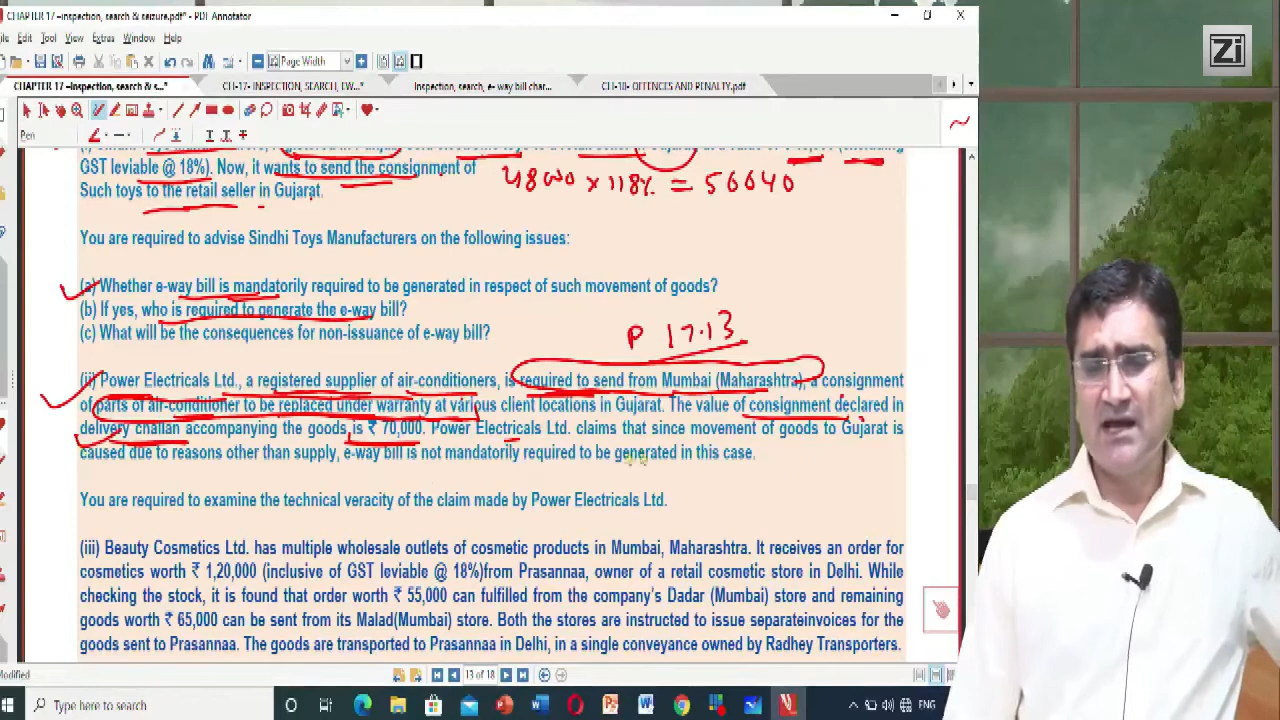 CHAPTER 17 –inspection, search & seizure.pdf* - PDF Annotator
Zi
Edit Tool View Extras Window Help
Page Width
CHAPTER 17 –inspection, search & s...* CH-17- INSPECTION, SEARCH, EW...* Inspection, search, e- way bill char... CH-18- OFFENCES AND PENALTY.pdf
Pen
GST leviable @ 18%). Now, it wants to send the consignment of
Such toys to the retail seller in Gujarat.
48000 x 118% = 56640
You are required to advise Sindhi Toys Manufacturers on the following issues:
(a) Whether e-way bill is mandatorily required to be generated in respect of such movement of goods?
(b) If yes, who is required to generate the e-way bill?
(c) What will be the consequences for non-issuance of e-way bill?
P 17.13
(ii) Power Electricals Ltd., a registered supplier of air-conditioners, is required to send from Mumbai (Maharashtra), a consignment
of parts of air-conditioner to be replaced under warranty at various client locations in Gujarat. The value of consignment declared in
delivery challan accompanying the goods is ₹ 70,000. Power Electricals Ltd. claims that since movement of goods to Gujarat is
caused due to reasons other than supply, e-way bill is not mandatorily required to be generated in this case.
You are required to examine the technical veracity of the claim made by Power Electricals Ltd.
(iii) Beauty Cosmetics Ltd. has multiple wholesale outlets of cosmetic products in Mumbai, Maharashtra. It receives an order for
cosmetics worth ₹ 1,20,000 (inclusive of GST leviable @ 18%)from Prasannaa, owner of a retail cosmetic store in Delhi. While
checking the stock, it is found that order worth ₹ 55,000 can fulfilled from the company's Dadar (Mumbai) store and remaining
goods worth ₹ 65,000 can be sent from its Malad(Mumbai) store. Both the stores are instructed to issue separateinvoices for the
goods sent to Prasannaa. The goods are transported to Prasannaa in Delhi, in a single conveyance owned by Radhey Transporters.
Modified
13 of 18
Type here to search
ENG